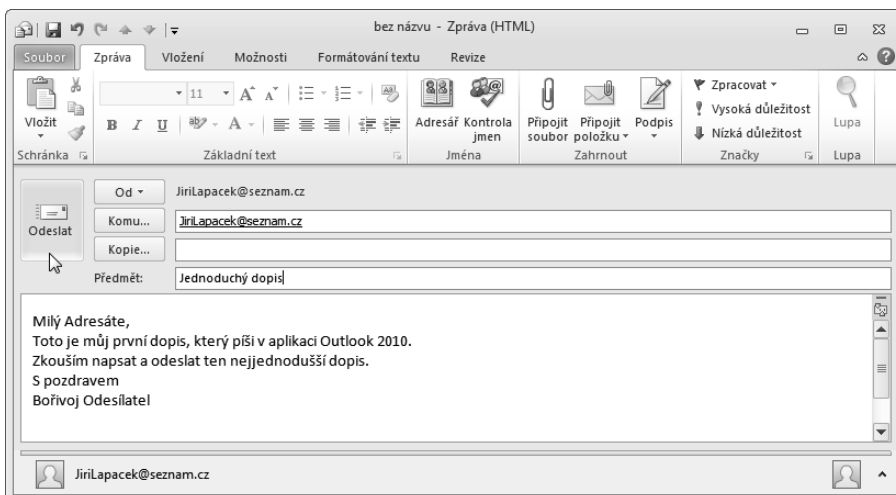 bez názvu - Zpráva (HTML)
Soubor Zpráva Vložení Možnosti Formátování textu Revize
Vložit
11
A A
B I U ab A
Adresář Kontrola jmen
Připojit soubor Připojit položku Podpis
Zpracovat
Vysoká důležitost
Nízká důležitost
Lupa
Schránka Základní text Jména Zahrnout Značky Lupa
Odeslat
Od JiriLapacek@seznam.cz
Komu... JiriLapacek@seznam.cz
Kopie...
Předmět: Jednoduchý dopis
Milý Adresáte,
Toto je můj první dopis, který píši v aplikaci Outlook 2010.
Zkouším napsat a odeslat ten nejjednodušší dopis.
S pozdravem
Bořivoj Odesílatel
JiriLapacek@seznam.cz